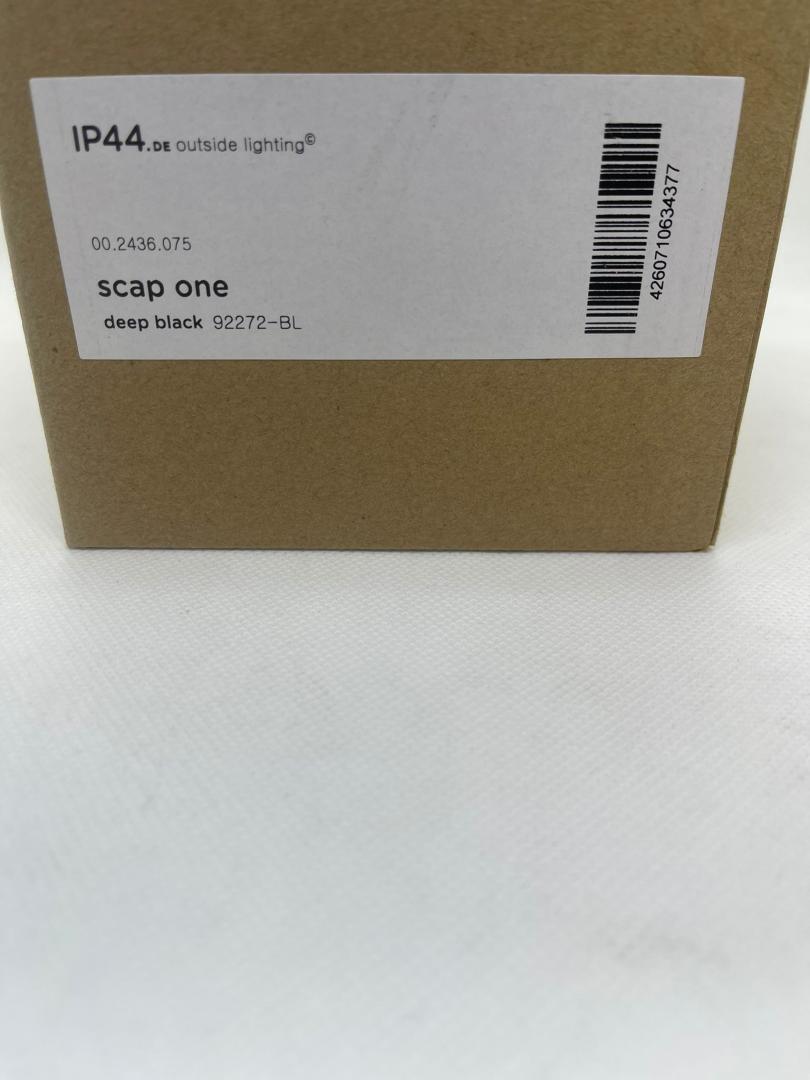 IP44.DE outside lighting©
00.2436.075
scap one
deep black 92272-BL
4260710634377